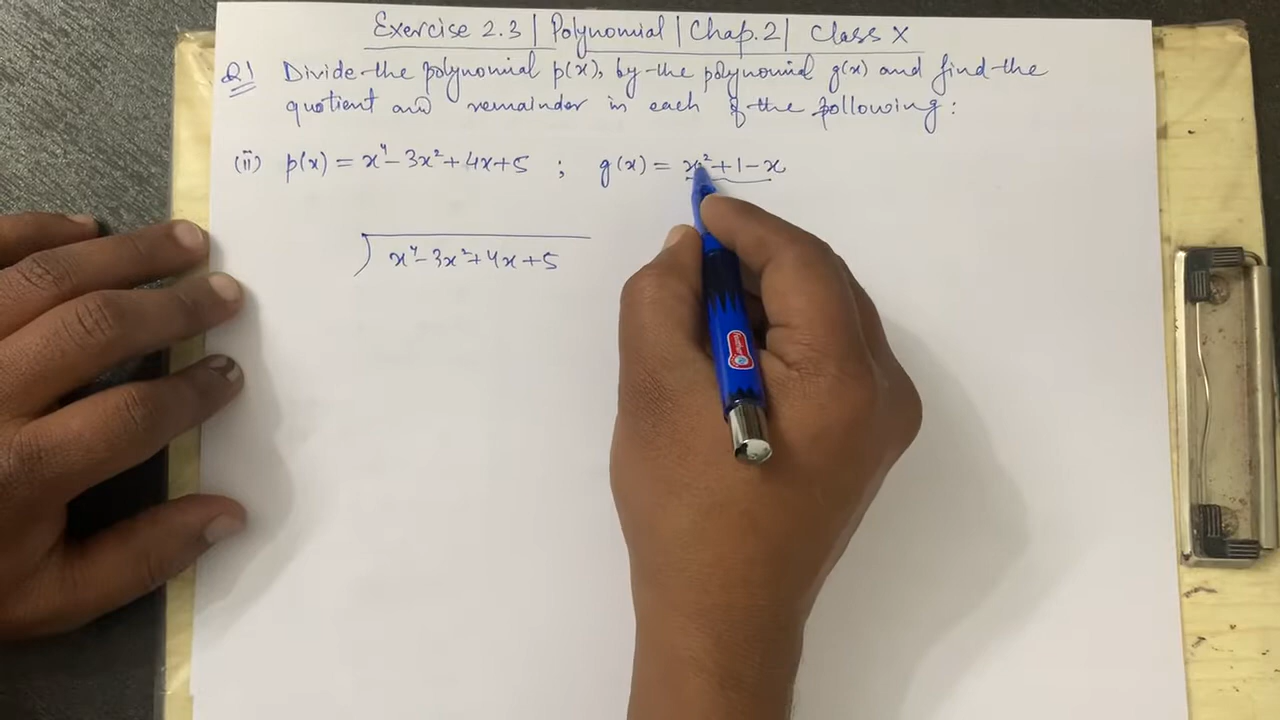 Exercise 2.3 | Polynomial | Chap. 2 | Class X
Q1 Divide the polynomial p(x), by the polynomial g(x) and find the
quotient and remainder in each of the following :
(ii) p(x) = x⁴ - 3x² + 4x + 5 ; g(x) = x² + 1 - x
x⁴ - 3x² + 4x + 5